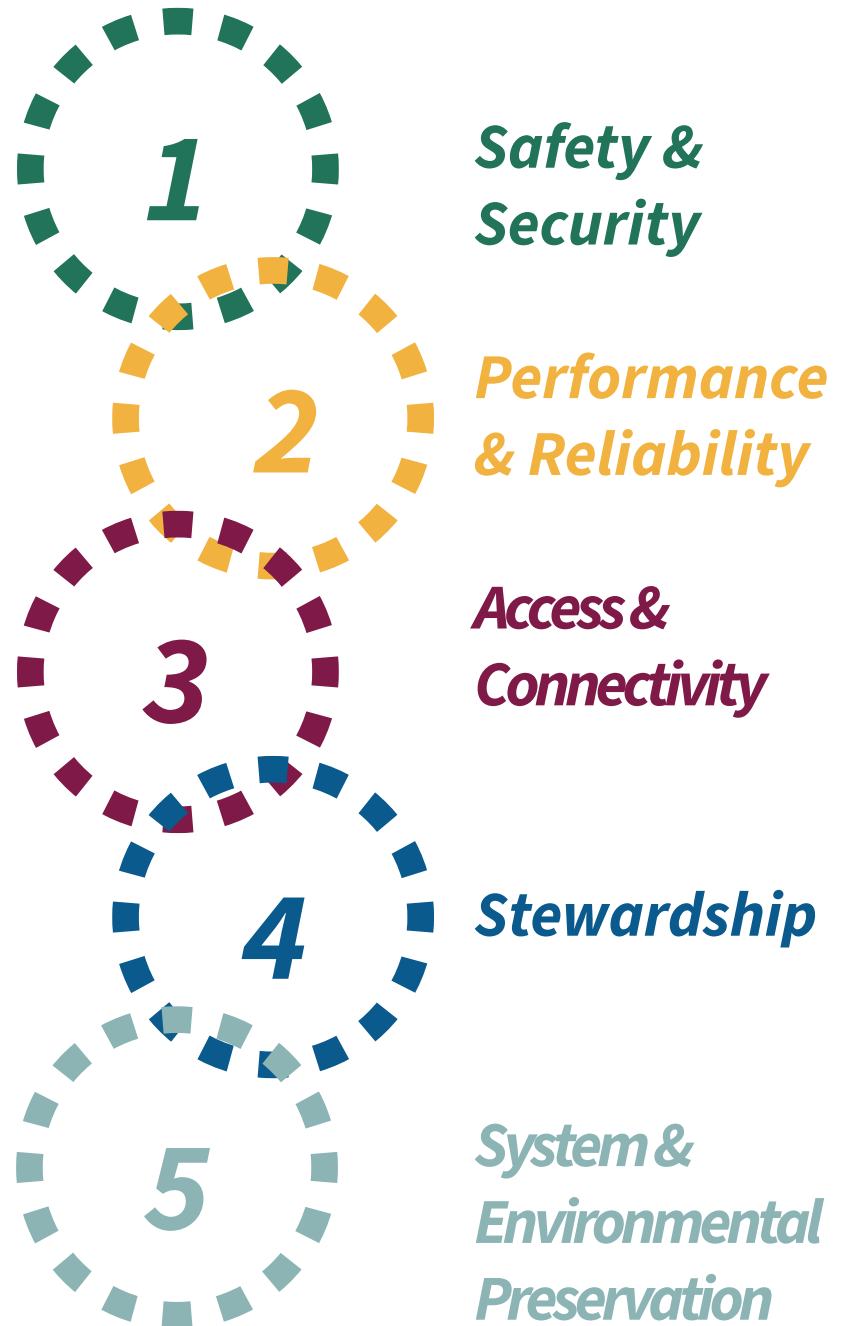 1
Safety &
Security
2
Performance
& Reliability
3
Access &
Connectivity
4
Stewardship
5
System &
Environmental
Preservation